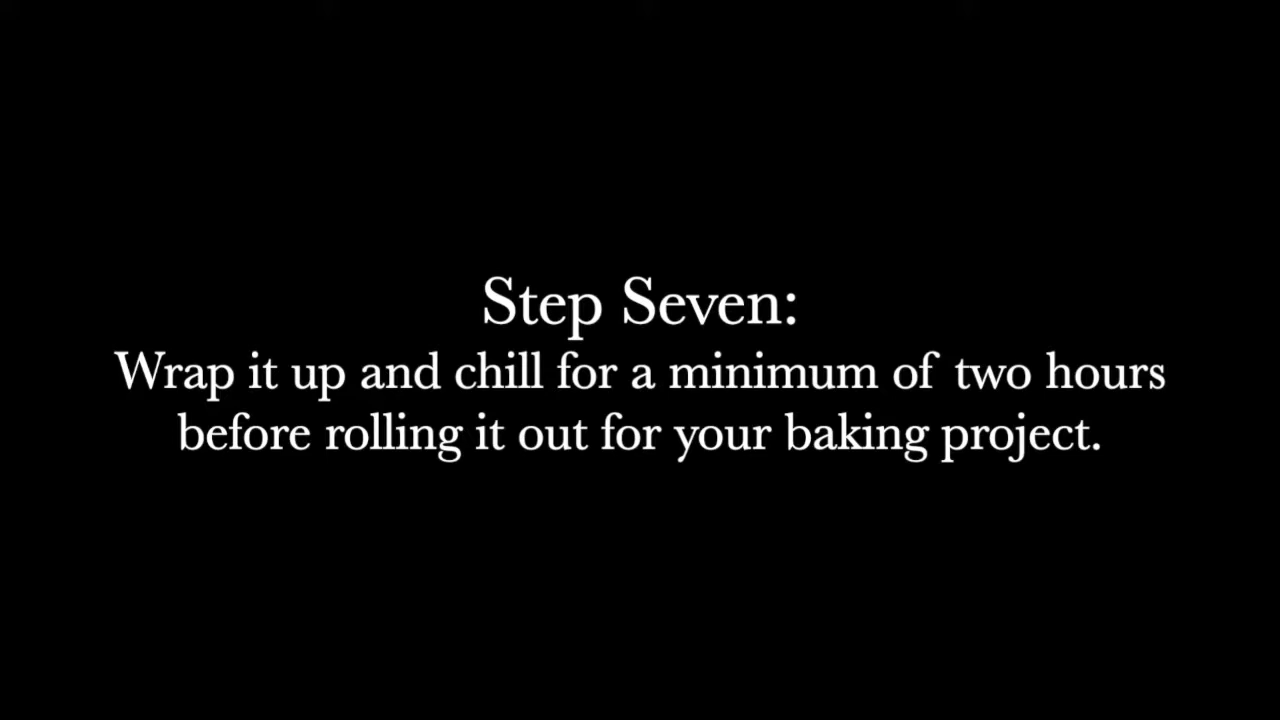 Step Seven:
Wrap it up and chill for a minimum of two hours
before rolling it out for your baking project.